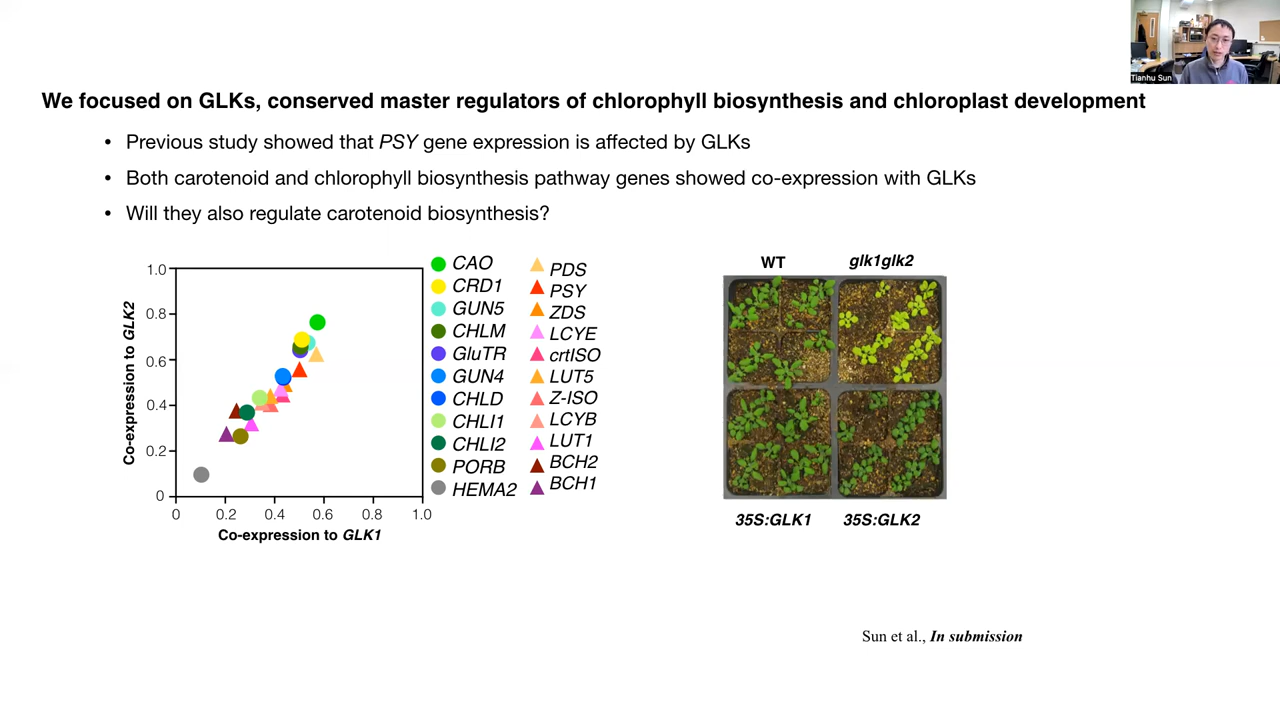 Tianhu Sun
We focused on GLKs, conserved master regulators of chlorophyll biosynthesis and chloroplast development
• Previous study showed that PSY gene expression is affected by GLKs
• Both carotenoid and chlorophyll biosynthesis pathway genes showed co-expression with GLKs
• Will they also regulate carotenoid biosynthesis?
Co-expression to GLK2
1.0
0.8
0.6
0.4
0.2
0
0 0.2 0.4 0.6 0.8 1.0
Co-expression to GLK1
CAO
CRD1
GUN5
CHLM
GluTR
GUN4
CHLD
CHLI1
CHLI2
PORB
HEMA2
PDS
PSY
ZDS
LCYE
crtISO
LUT5
Z-ISO
LCYB
LUT1
BCH2
BCH1
WT glk1glk2
35S:GLK1 35S:GLK2
Sun et al., In submission